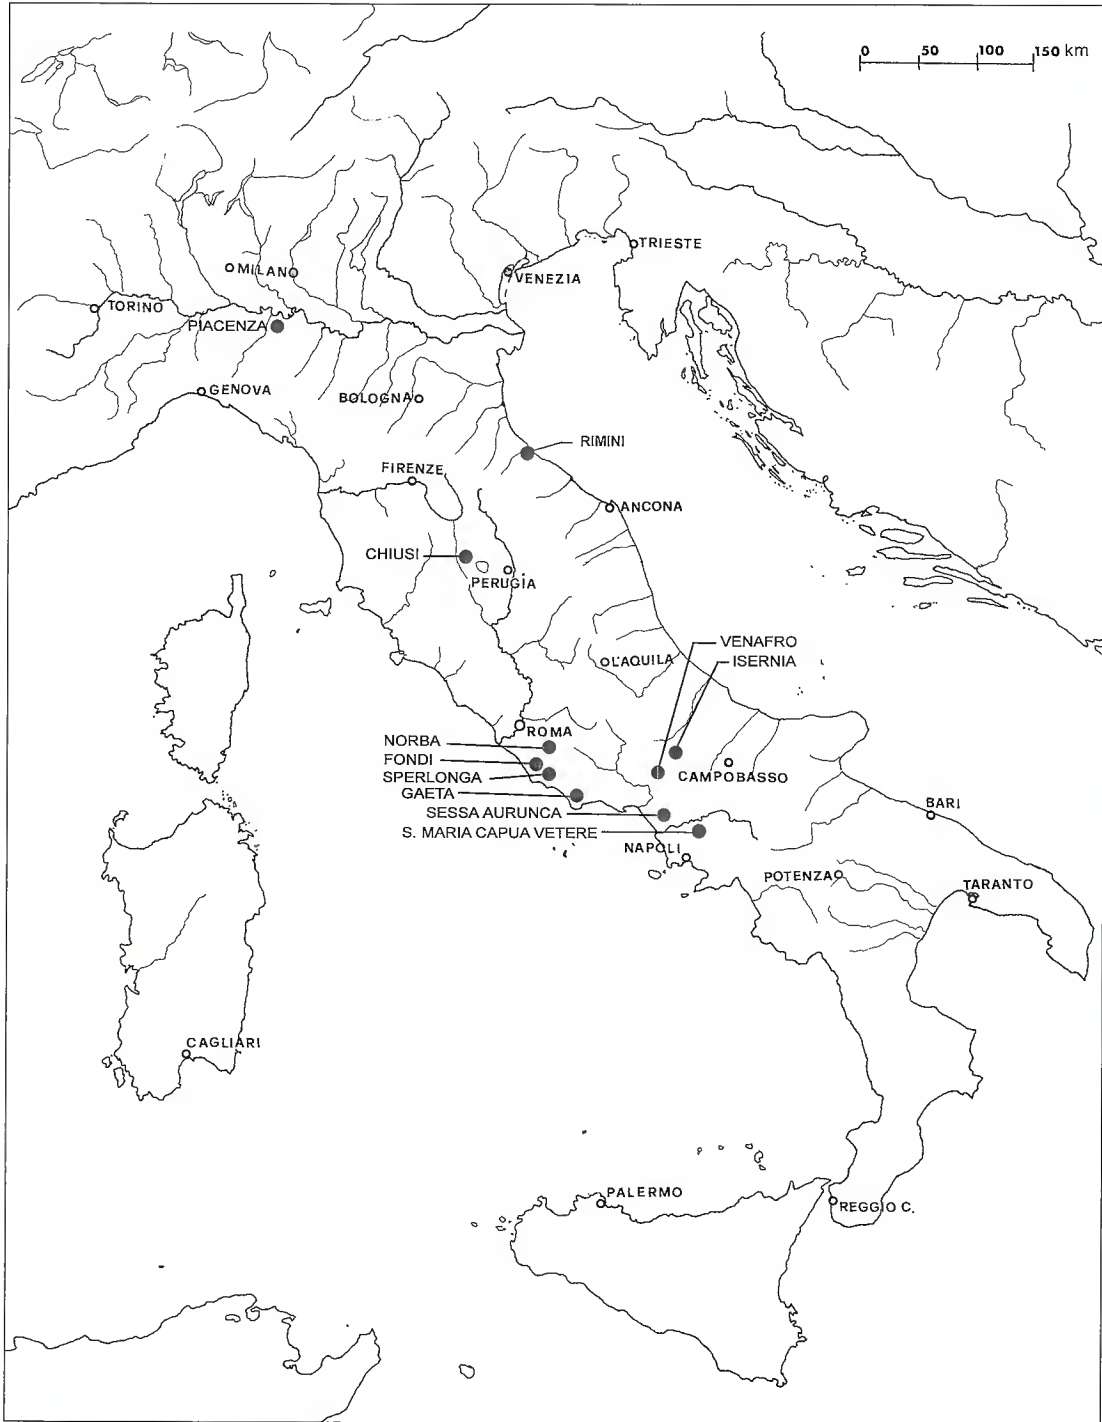 0 50 100 150 km
TRIESTE
MILANO
VENEZIA
TORINO
PIACENZA
GENOVA
BOLOGNA
RIMINI
FIRENZE
ANCONA
CHIUSI
PERUGIA
VENAFRO
L'AQUILA
ISERNIA
ROMA
NORBA
FONDI
SPERLONGA
CAMPOBASSO
GAETA
BARI
SESSA AURUNCA
S. MARIA CAPUA VETERE
NAPOLI
POTENZA
TARANTO
CAGLIARI
PALERMO
REGGIO C.